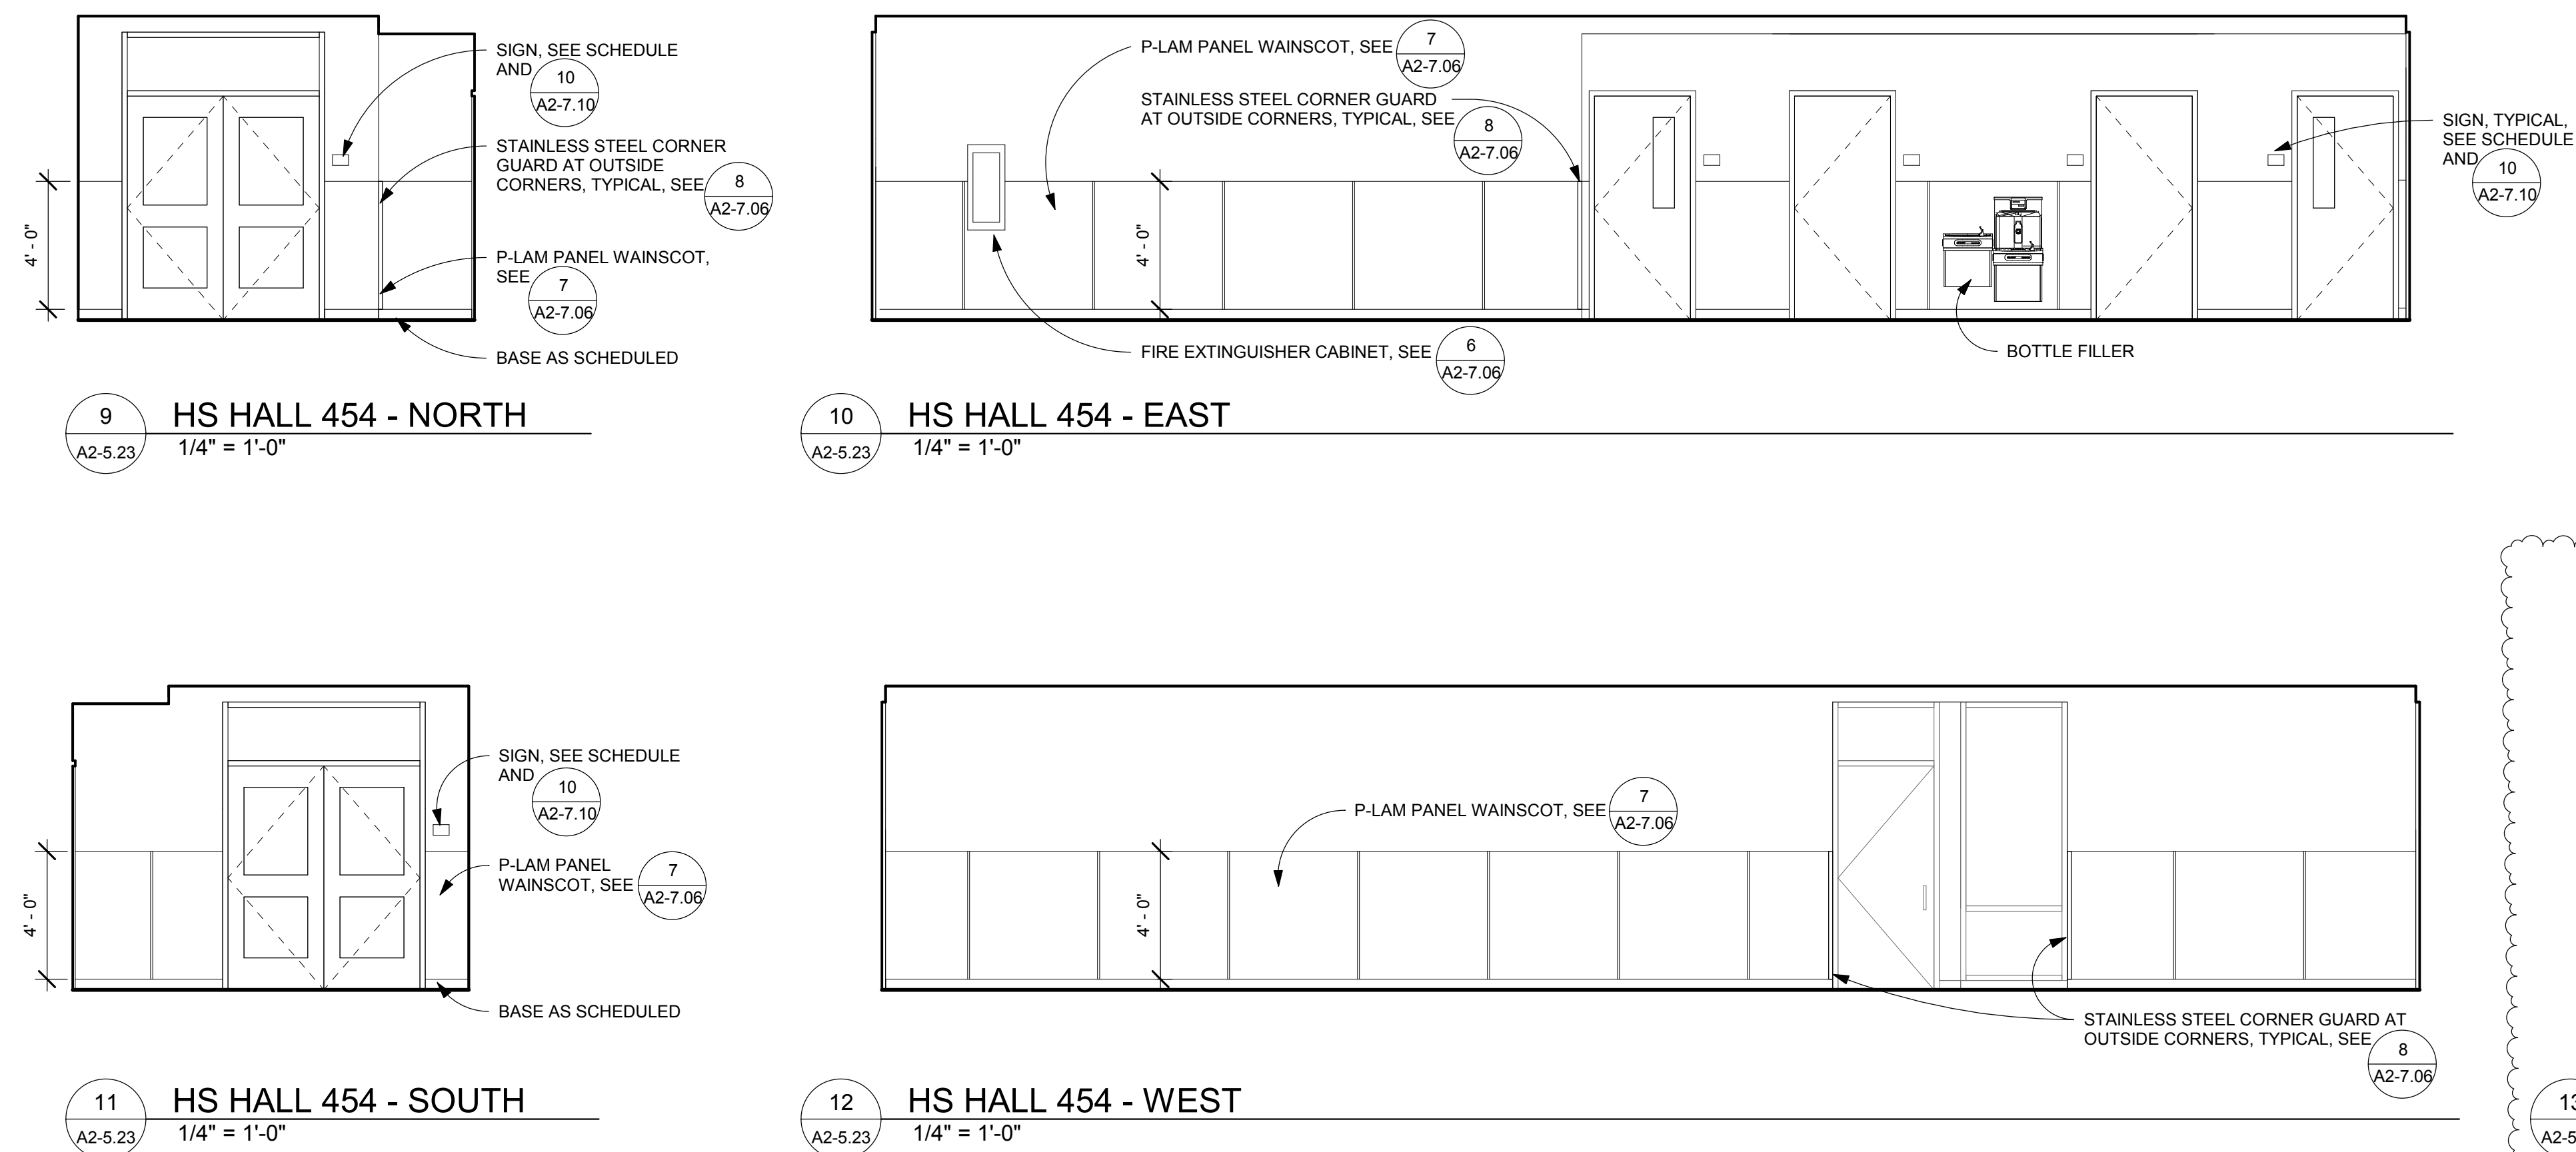 SIGN, SEE SCHEDULE
AND
10
A2-7.10
STAINLESS STEEL CORNER
GUARD AT OUTSIDE
CORNERS, TYPICAL, SEE
8
A2-7.06
P-LAM PANEL WAINSCOT,
SEE
7
A2-7.06
BASE AS SCHEDULED
4' - 0"
9
A2-5.23
HS HALL 454 - NORTH
1/4" = 1'-0"
P-LAM PANEL WAINSCOT, SEE
7
A2-7.06
STAINLESS STEEL CORNER GUARD
AT OUTSIDE CORNERS, TYPICAL, SEE
8
A2-7.06
SIGN, TYPICAL,
SEE SCHEDULE
AND
10
A2-7.10
4' - 0"
FIRE EXTINGUISHER CABINET, SEE
6
A2-7.06
BOTTLE FILLER
10
A2-5.23
HS HALL 454 - EAST
1/4" = 1'-0"
SIGN, SEE SCHEDULE
AND
10
A2-7.10
P-LAM PANEL
WAINSCOT, SEE
7
A2-7.06
BASE AS SCHEDULED
4' - 0"
11
A2-5.23
HS HALL 454 - SOUTH
1/4" = 1'-0"
P-LAM PANEL WAINSCOT, SEE
7
A2-7.06
4' - 0"
STAINLESS STEEL CORNER GUARD AT
OUTSIDE CORNERS, TYPICAL, SEE
8
A2-7.06
12
A2-5.23
HS HALL 454 - WEST
1/4" = 1'-0"